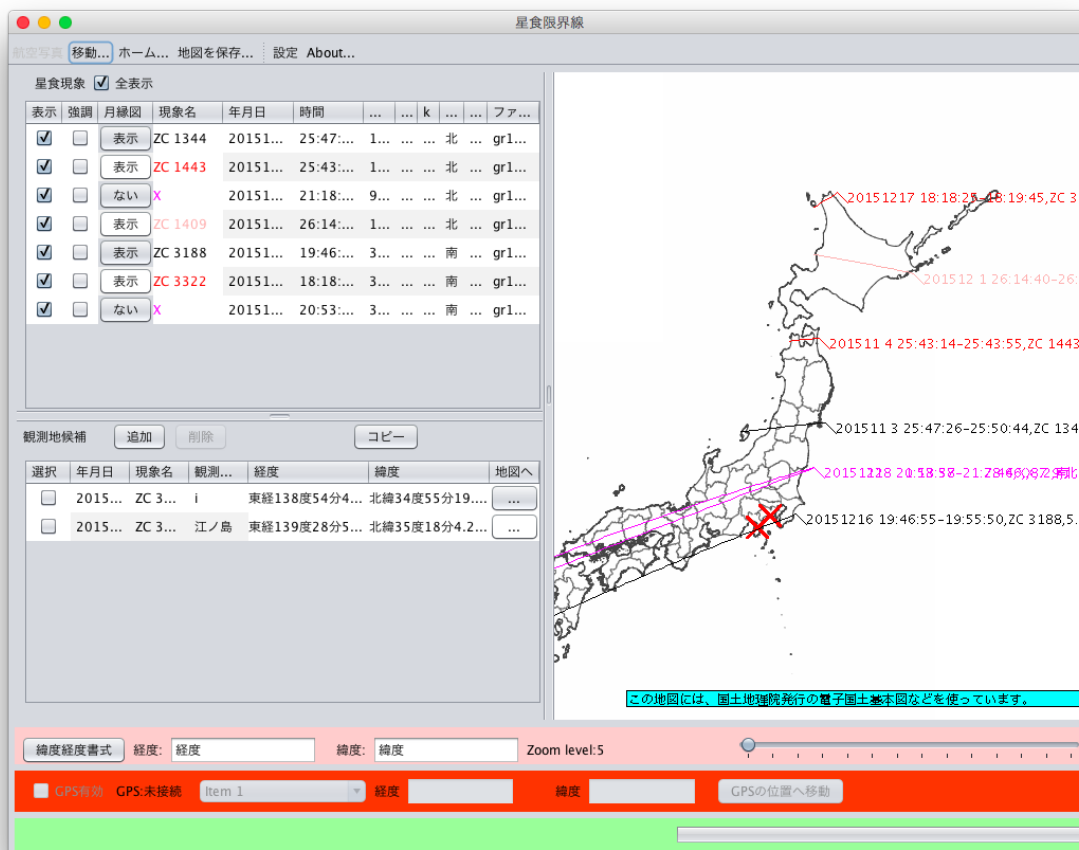 星食限界線
航空写真 移動... ホーム... 地図を保存... 設定 About...
星食現象 全表示
表示 強調 月縁図 現象名 年月日 時間 ... ... k ... ... ファ...
表示 ZC 1344 20151... 25:47:... 1... ... ... 北 ... gr1...
表示 ZC 1443 20151... 25:43:... 1... ... ... 北 ... gr1...
ない X 20151... 21:18:... 9... ... ... 北 ... gr1...
表示 ZC 1409 20151... 26:14:... 1... ... ... 北 ... gr1...
表示 ZC 3188 20151... 19:46:... 3... ... ... 南 ... gr1...
表示 ZC 3322 20151... 18:18:... 3... ... ... 南 ... gr1...
ない X 20151... 20:53:... 3... ... ... 南 ... gr1...
観測地候補 追加 削除 コピー
選択 年月日 現象名 観測... 経度 緯度 地図へ
2015... ZC 3... i 東経138度54分4... 北緯34度55分19.... ...
2015... ZC 3... 江ノ島 東経139度28分5... 北緯35度18分4.2... ...
20151217 18:18:25-18:19:45,ZC 3
201512 1 26:14:40-26:
201511 4 25:43:14-25:43:55,ZC 1443
201511 3 25:47:26-25:50:44,ZC 134
20151216 19:46:55-19:55:50,ZC 3188,5.
この地図には、国土地理院発行の電子国土基本図などを使っています。
緯度経度書式 経度: 経度 緯度: 緯度 Zoom level:5
GPS有効 GPS:未接続 Item 1 経度 緯度 GPSの位置へ移動